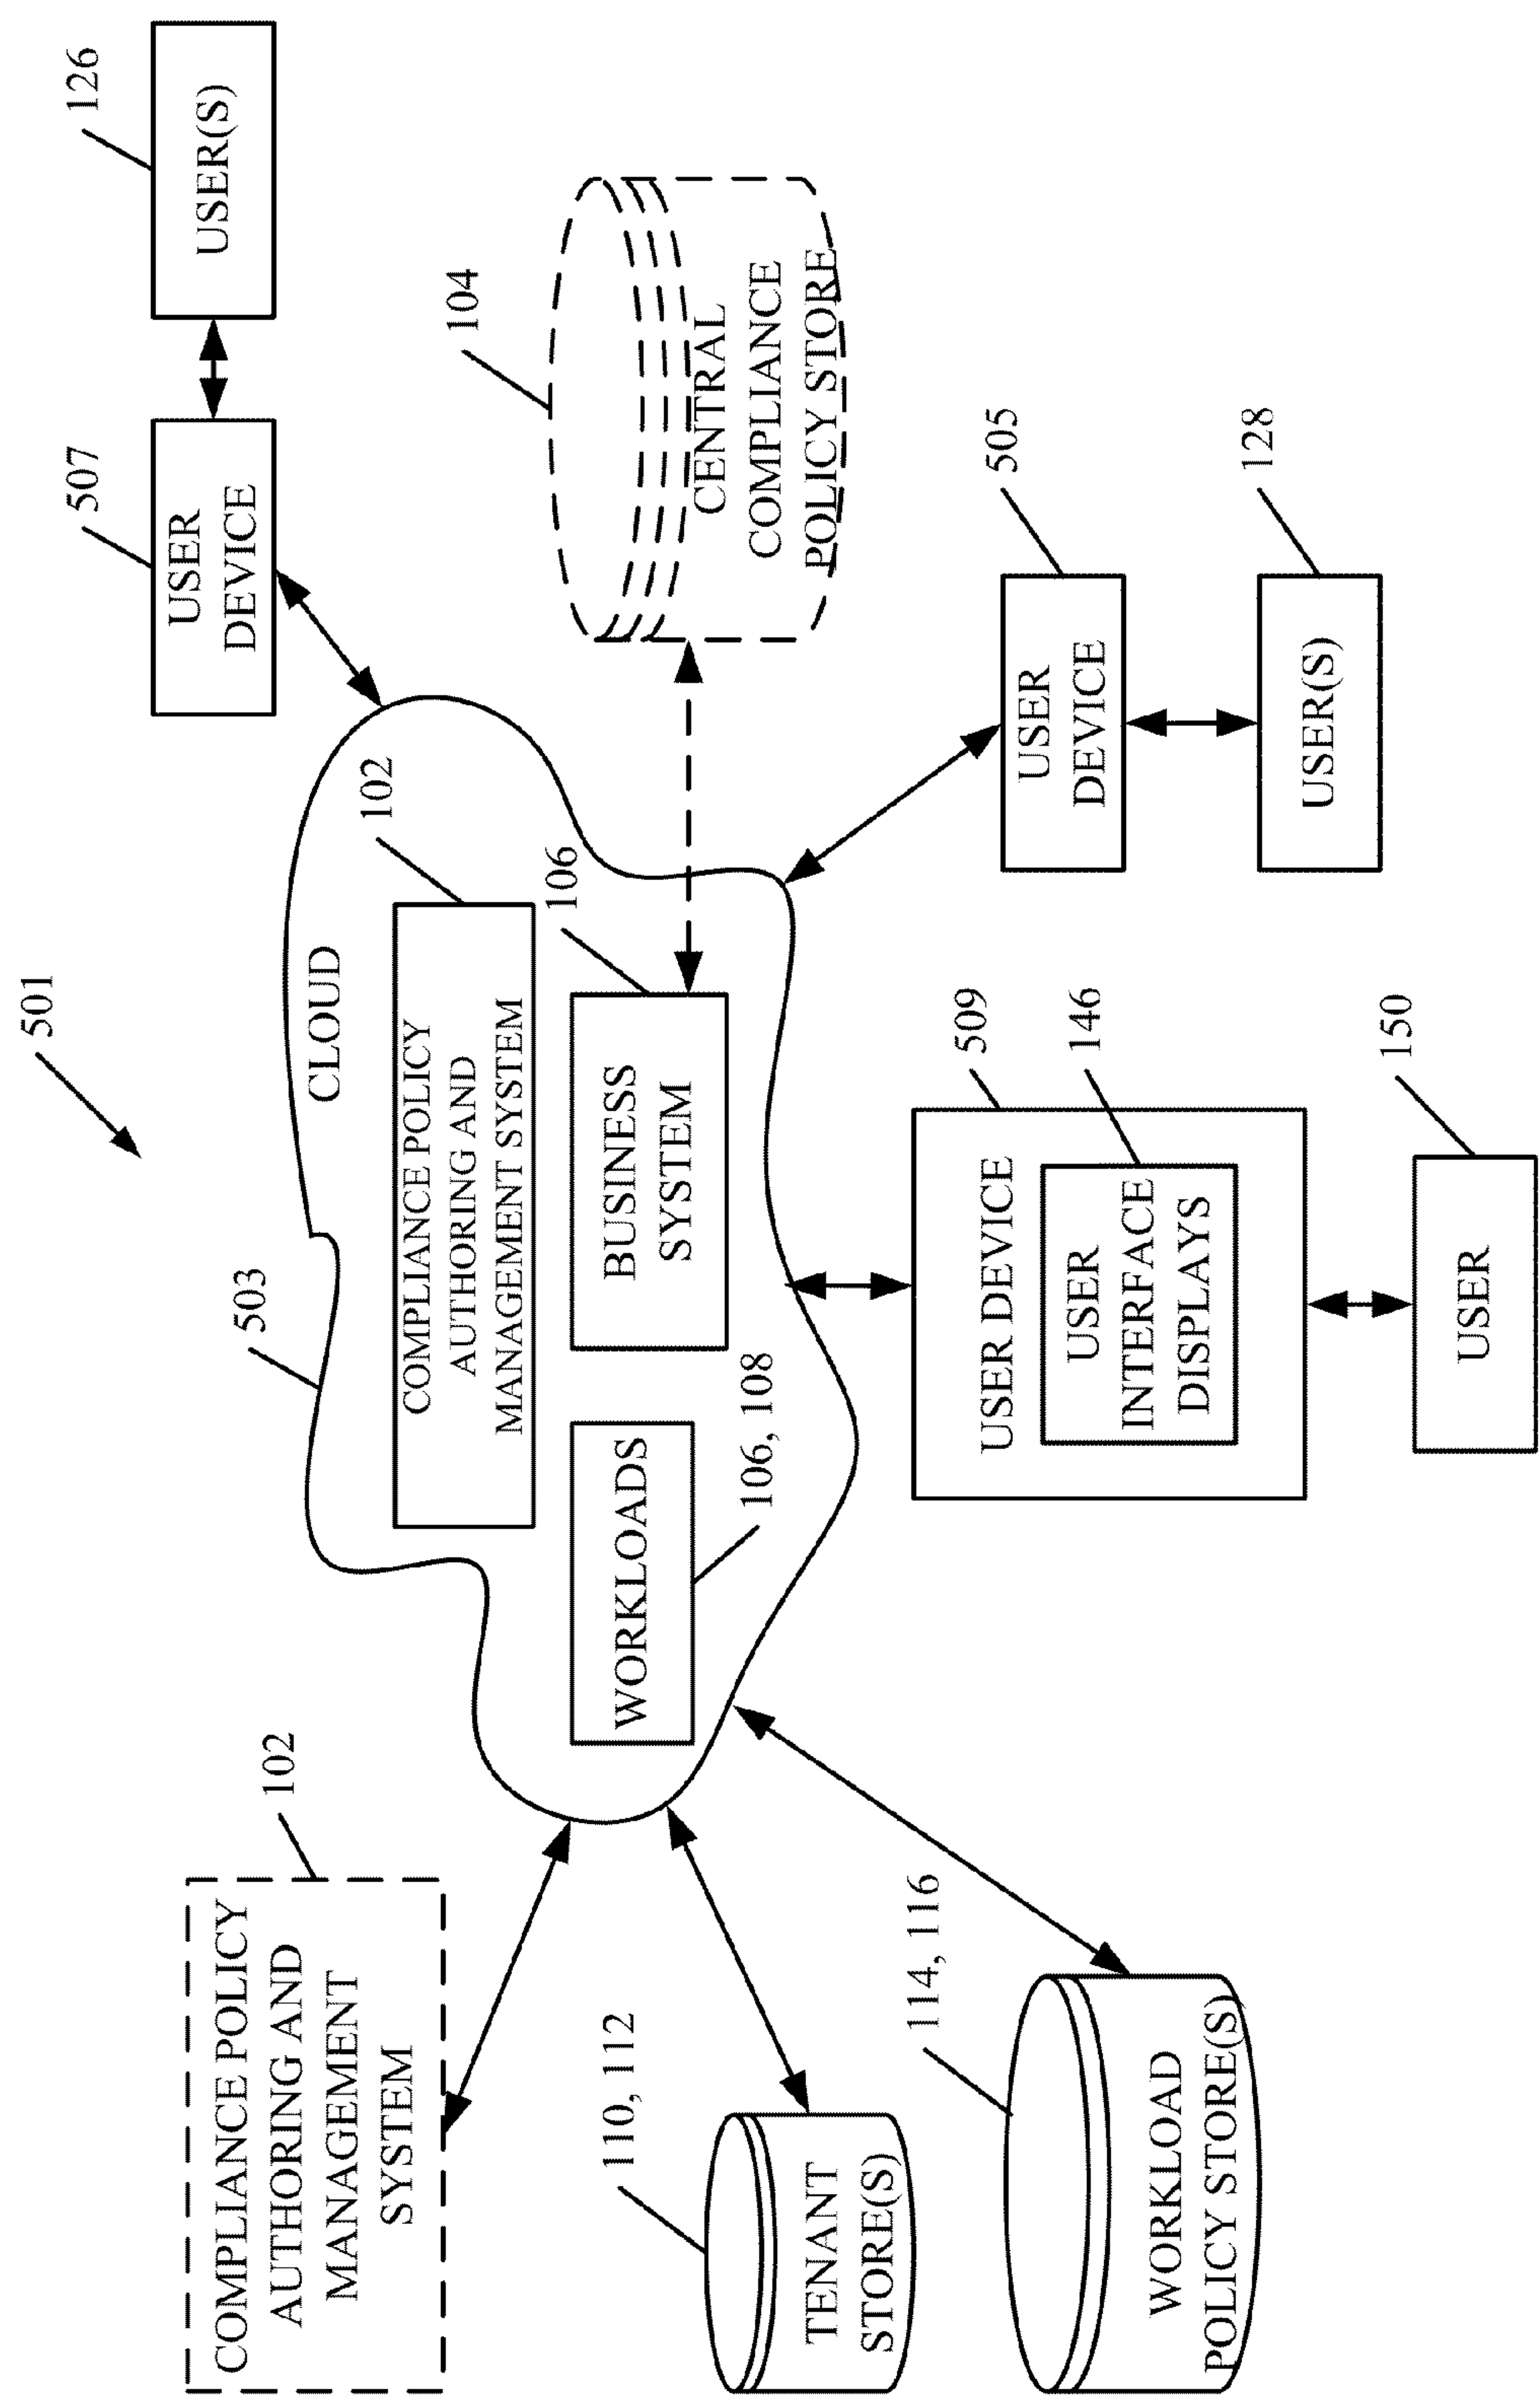 501
COMPLIANCE POLICY
AUTHORING AND
MANAGEMENT
SYSTEM
102
503
CLOUD
COMPLIANCE POLICY
AUTHORING AND
MANAGEMENT SYSTEM
102
USER
DEVICE
507
USER(S)
126
WORKLOADS
106, 108
BUSINESS
SYSTEM
106
CENTRAL
COMPLIANCE
POLICY STORE
104
TENANT
STORE(S)
110, 112
WORKLOAD
POLICY STORE(S)
114, 116
USER DEVICE
509
USER
INTERFACE
DISPLAYS
146
USER
150
USER
DEVICE
505
USER(S)
128